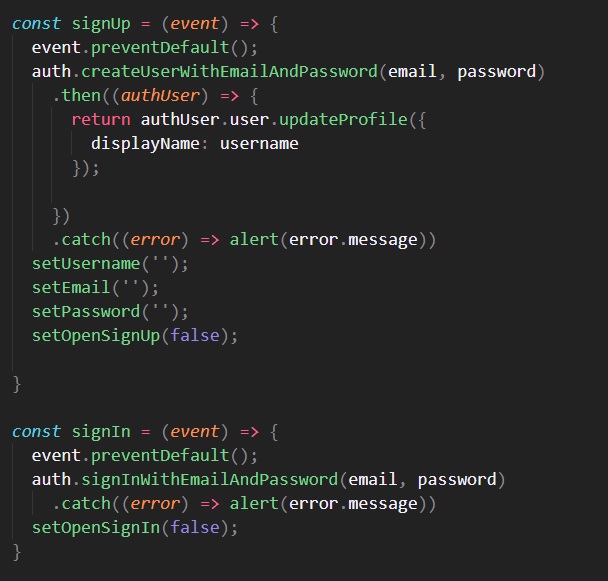 const signUp = (event) => {
  event.preventDefault();
  auth.createUserWithEmailAndPassword(email, password)
    .then((authUser) => {
      return authUser.user.updateProfile({
        displayName: username
      });

    })
    .catch((error) => alert(error.message))
  setUsername('');
  setEmail('');
  setPassword('');
  setOpenSignUp(false);

}

const signIn = (event) => {
  event.preventDefault();
  auth.signInWithEmailAndPassword(email, password)
    .catch((error) => alert(error.message))
  setOpenSignIn(false);
}